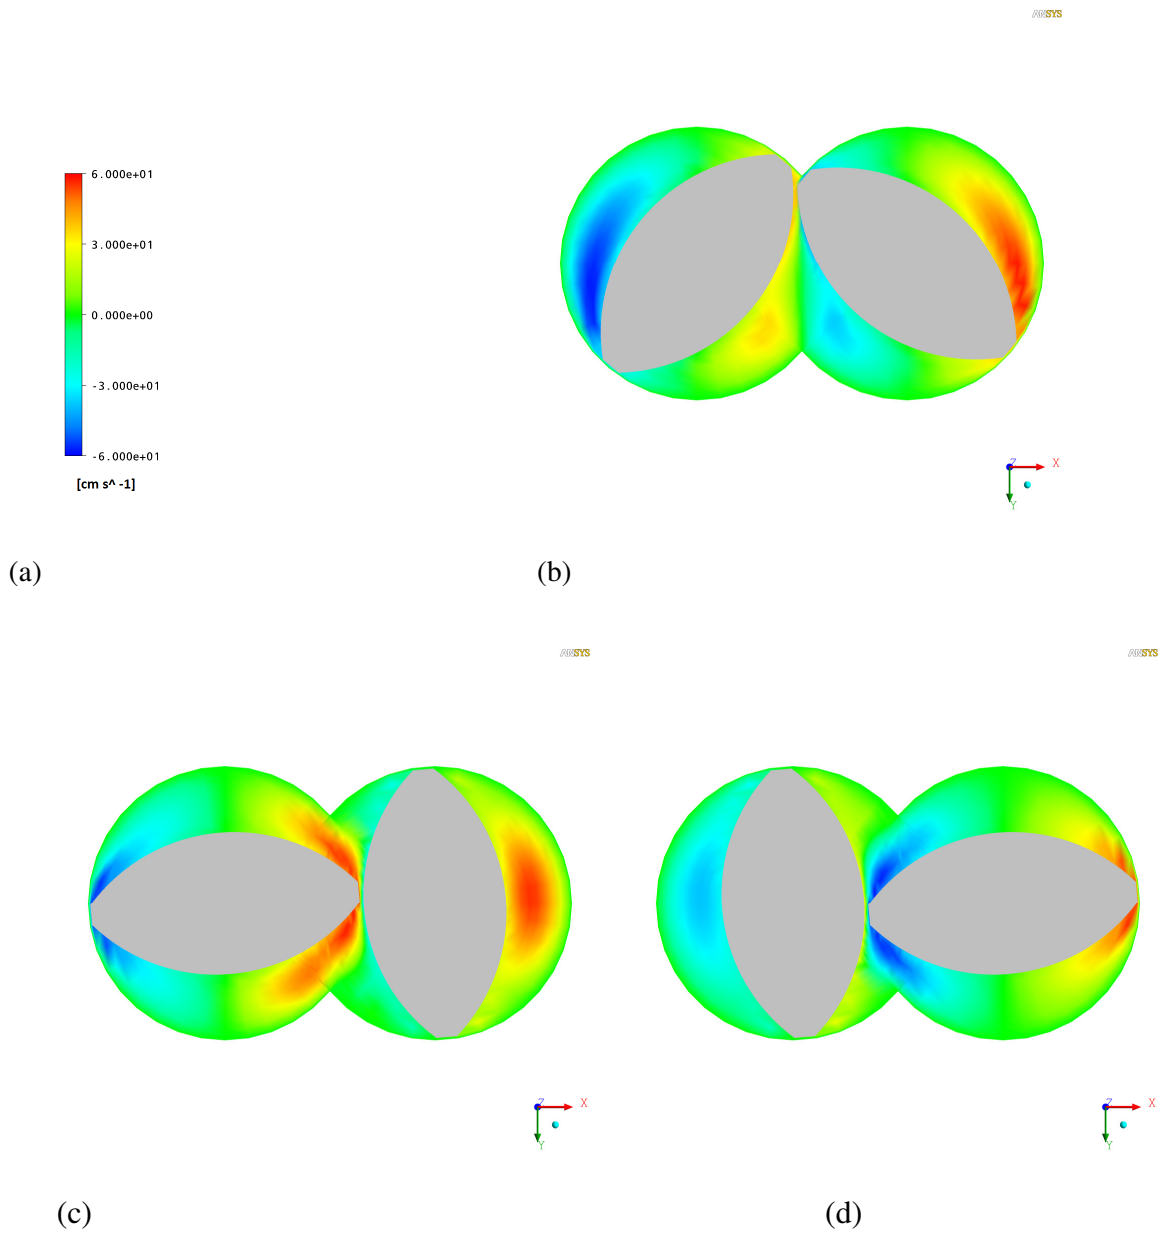 ANSYS
6.000e+01
3.000e+01
0.000e+00
-3.000e+01
-6.000e+01
[cm s^ -1]
Z X
Y
(a) (b)
ANSYS ANSYS
Z X Z X
Y Y
(c) (d)